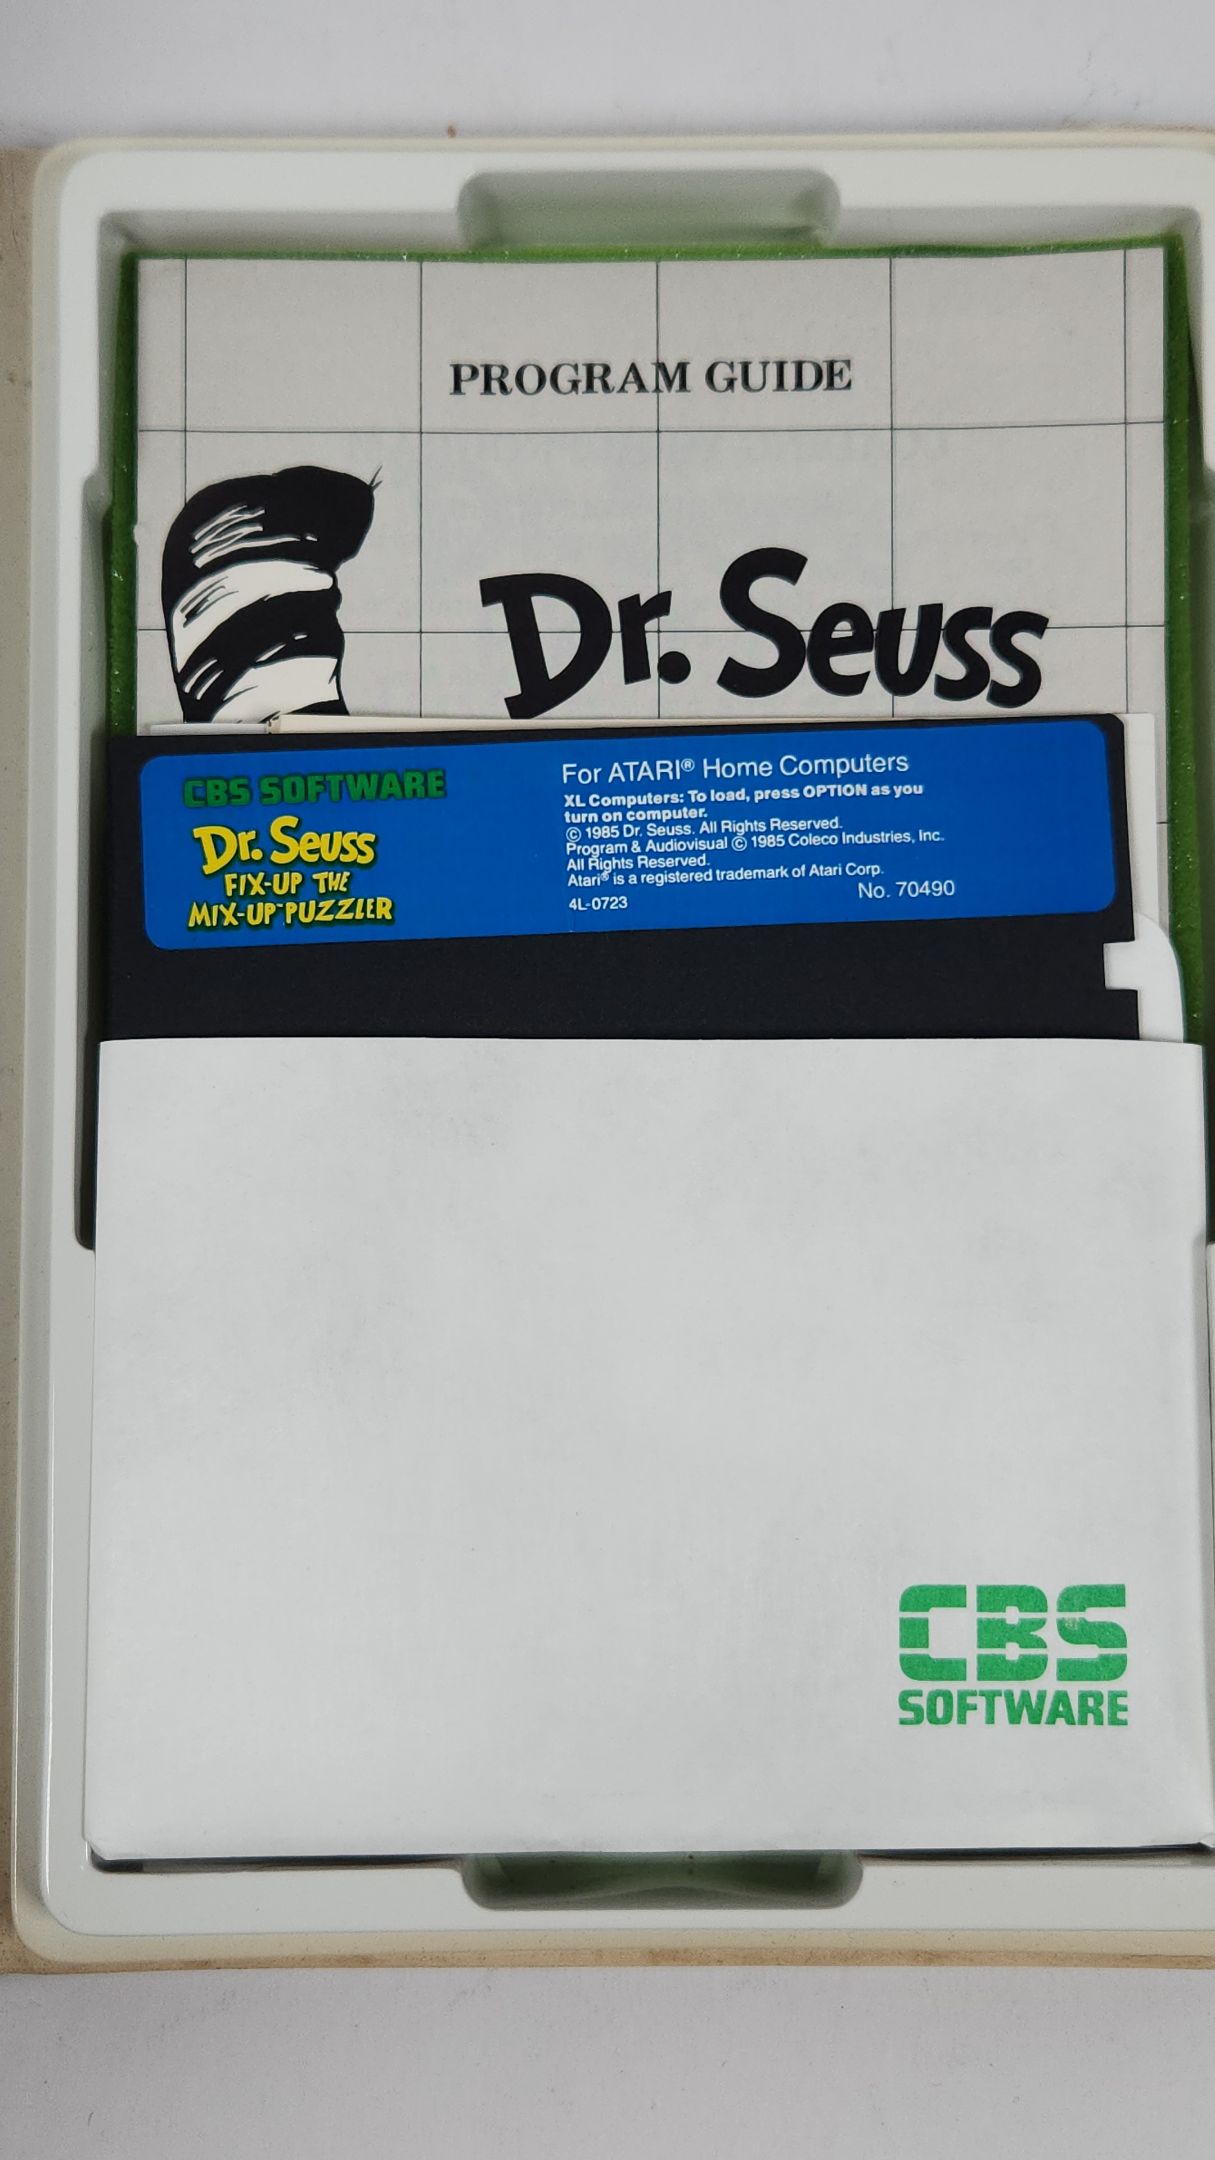 PROGRAM GUIDE
Dr. Seuss
CBS SOFTWARE
Dr. Seuss
FIX-UP THE
MIX-UP™ PUZZLER
For ATARI® Home Computers
XL Computers: To load, press OPTION as you
turn on computer.
© 1985 Dr. Seuss. All Rights Reserved.
Program & Audiovisual © 1985 Coleco Industries, Inc.
All Rights Reserved.
Atari® is a registered trademark of Atari Corp.
4L-0723 No. 70490
CBS
SOFTWARE